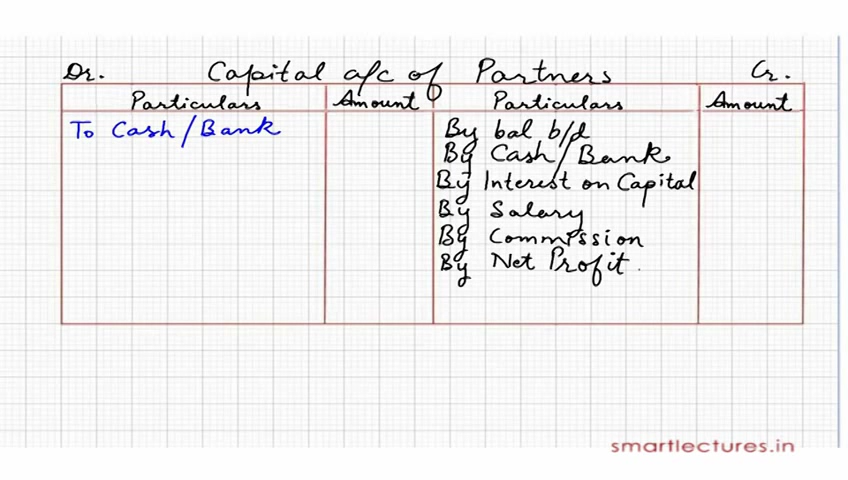 Dr. Capital a/c of Partners Cr.
Particulars Amount Particulars Amount
To Cash/Bank By bal b/d
By Cash/Bank
By Interest on Capital
By Salary
By Commission
By Net Profit
smartlectures.in